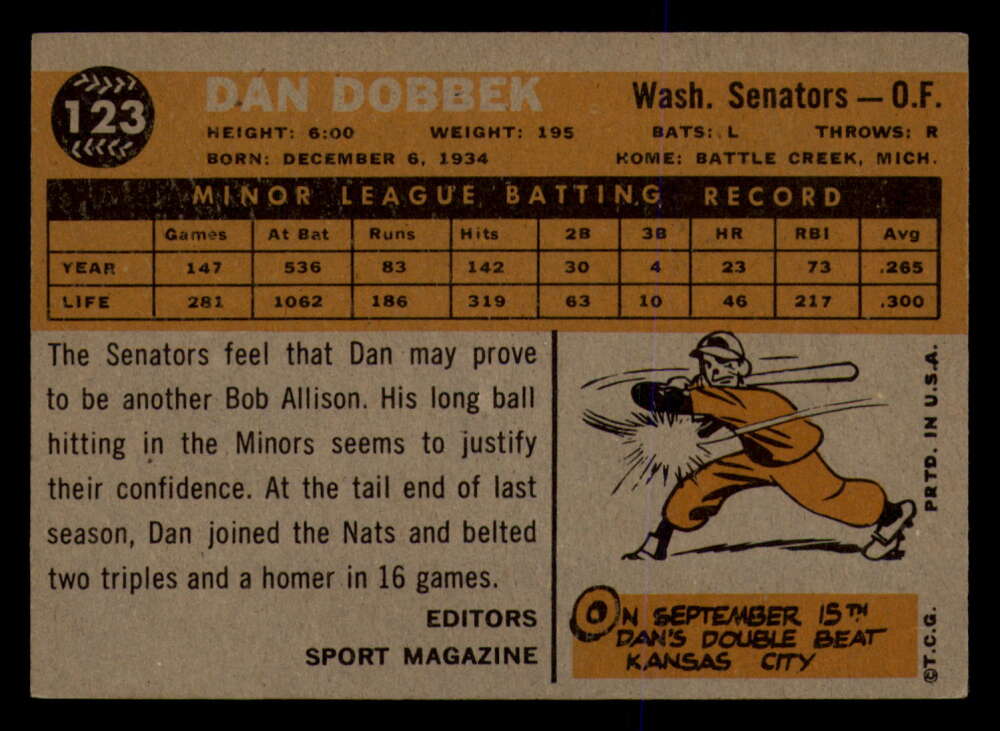 123
DAN DOBBEK
Wash. Senators — O.F.
HEIGHT: 6:00 WEIGHT: 195 BATS: L THROWS: R
BORN: DECEMBER 6, 1934 HOME: BATTLE CREEK, MICH.
MINOR LEAGUE BATTING RECORD
Games At Bat Runs Hits 2B 3B HR RBI Avg
YEAR 147 536 83 142 30 4 23 73 .265
LIFE 281 1062 186 319 63 10 46 217 .300
The Senators feel that Dan may prove
to be another Bob Allison. His long ball
hitting in the Minors seems to justify
their confidence. At the tail end of last
season, Dan joined the Nats and belted
two triples and a homer in 16 games.
EDITORS
SPORT MAGAZINE
ON SEPTEMBER 15TH
DAN'S DOUBLE BEAT
KANSAS CITY
PRTD. IN U.S.A.
©T.C.G.